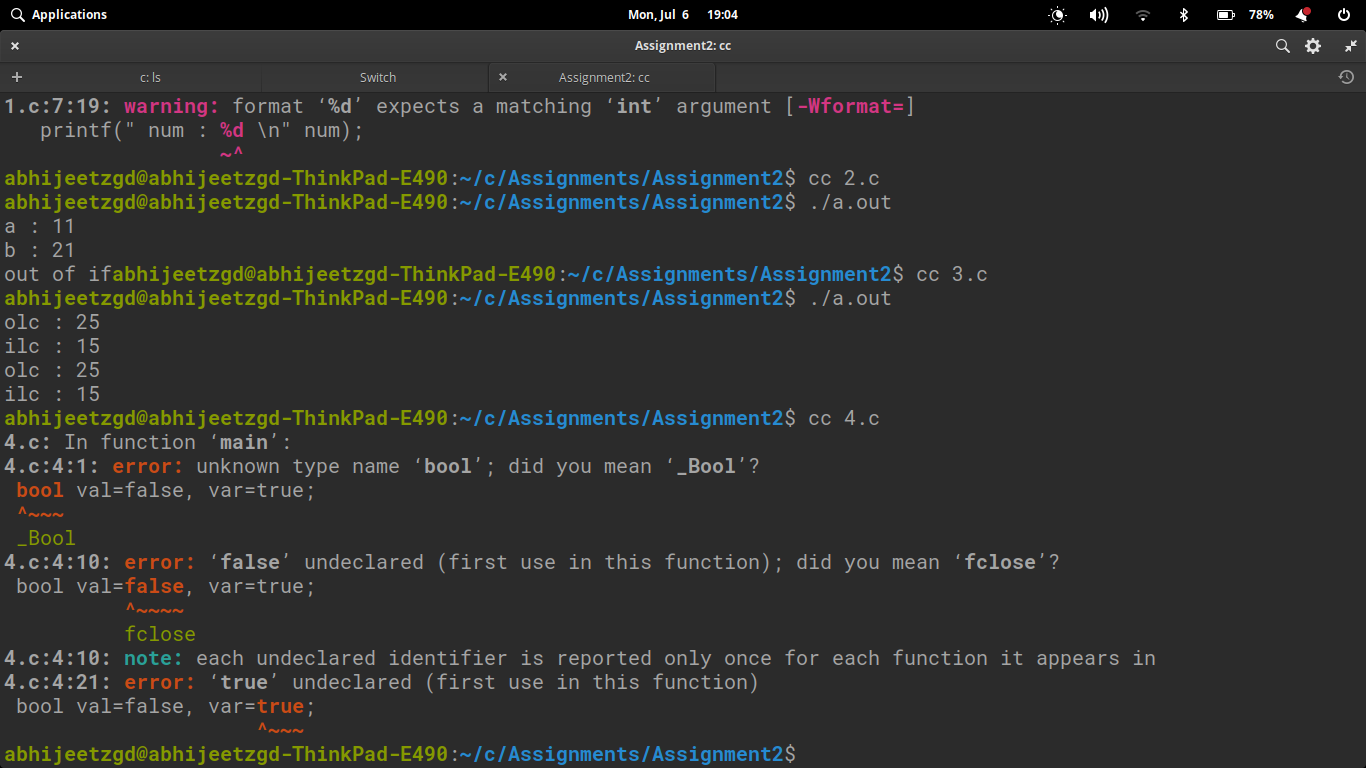 Applications
Mon, Jul 6 19:04
78%
Assignment2: cc
c: ls
Switch
Assignment2: cc
1.c:7:19: warning: format ‘%d’ expects a matching ‘int’ argument [-Wformat=]
   printf(" num : %d \n" num);
                  ~^
abhijeetzgd@abhijeetzgd-ThinkPad-E490:~/c/Assignments/Assignment2$ cc 2.c
abhijeetzgd@abhijeetzgd-ThinkPad-E490:~/c/Assignments/Assignment2$ ./a.out
a : 11
b : 21
out of ifabhijeetzgd@abhijeetzgd-ThinkPad-E490:~/c/Assignments/Assignment2$ cc 3.c
abhijeetzgd@abhijeetzgd-ThinkPad-E490:~/c/Assignments/Assignment2$ ./a.out
olc : 25
ilc : 15
olc : 25
ilc : 15
abhijeetzgd@abhijeetzgd-ThinkPad-E490:~/c/Assignments/Assignment2$ cc 4.c
4.c: In function ‘main’:
4.c:4:1: error: unknown type name ‘bool’; did you mean ‘_Bool’?
 bool val=false, var=true;
 ^~~~
 _Bool
4.c:4:10: error: ‘false’ undeclared (first use in this function); did you mean ‘fclose’?
 bool val=false, var=true;
          ^~~~~
          fclose
4.c:4:10: note: each undeclared identifier is reported only once for each function it appears in
4.c:4:21: error: ‘true’ undeclared (first use in this function)
 bool val=false, var=true;
                     ^~~~
abhijeetzgd@abhijeetzgd-ThinkPad-E490:~/c/Assignments/Assignment2$